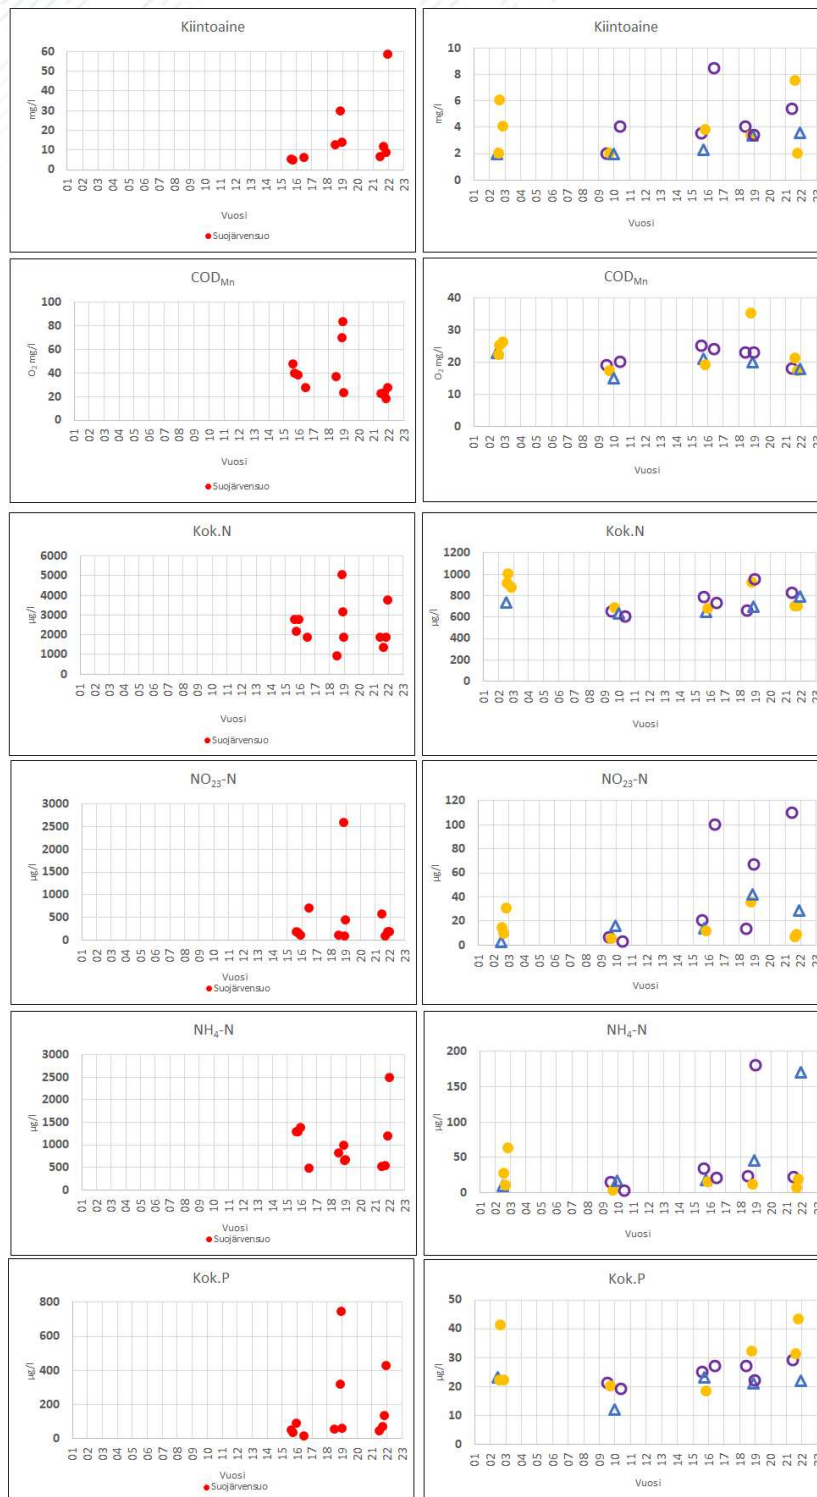 Kiintoaine
60
50
40
30
20
10
0
mg/l
01 02 03 04 05 06 07 08 09 10 11 12 13 14 15 16 17 18 19 20 21 22 23
Vuosi
Suojärvensuo
Kiintoaine
10
8
6
4
2
0
mg/l
01 02 03 04 05 06 07 08 09 10 11 12 13 14 15 16 17 18 19 20 21 22 23
Vuosi
COD_Mn
100
80
60
40
20
0
O₂ mg/l
01 02 03 04 05 06 07 08 09 10 11 12 13 14 15 16 17 18 19 20 21 22 23
Vuosi
Suojärvensuo
COD_Mn
40
30
20
10
0
O₂ mg/l
01 02 03 04 05 06 07 08 09 10 11 12 13 14 15 16 17 18 19 20 21 22 23
Vuosi
Kok.N
6000
5000
4000
3000
2000
1000
0
µg/l
01 02 03 04 05 06 07 08 09 10 11 12 13 14 15 16 17 18 19 20 21 22 23
Vuosi
Suojärvensuo
Kok.N
1200
1000
800
600
400
200
0
µg/l
01 02 03 04 05 06 07 08 09 10 11 12 13 14 15 16 17 18 19 20 21 22 23
Vuosi
NO₂₃-N
3000
2500
2000
1500
1000
500
0
µg/l
01 02 03 04 05 06 07 08 09 10 11 12 13 14 15 16 17 18 19 20 21 22 23
Vuosi
Suojärvensuo
NO₂₃-N
120
100
80
60
40
20
0
µg/l
01 02 03 04 05 06 07 08 09 10 11 12 13 14 15 16 17 18 19 20 21 22 23
Vuosi
NH₄-N
3000
2500
2000
1500
1000
500
0
µg/l
01 02 03 04 05 06 07 08 09 10 11 12 13 14 15 16 17 18 19 20 21 22 23
Vuosi
Suojärvensuo
NH₄-N
200
150
100
50
0
µg/l
01 02 03 04 05 06 07 08 09 10 11 12 13 14 15 16 17 18 19 20 21 22 23
Vuosi
Kok.P
800
600
400
200
0
µg/l
01 02 03 04 05 06 07 08 09 10 11 12 13 14 15 16 17 18 19 20 21 22 23
Vuosi
Suojärvensuo
Kok.P
50
40
30
20
10
0
µg/l
01 02 03 04 05 06 07 08 09 10 11 12 13 14 15 16 17 18 19 20 21 22 23
Vuosi